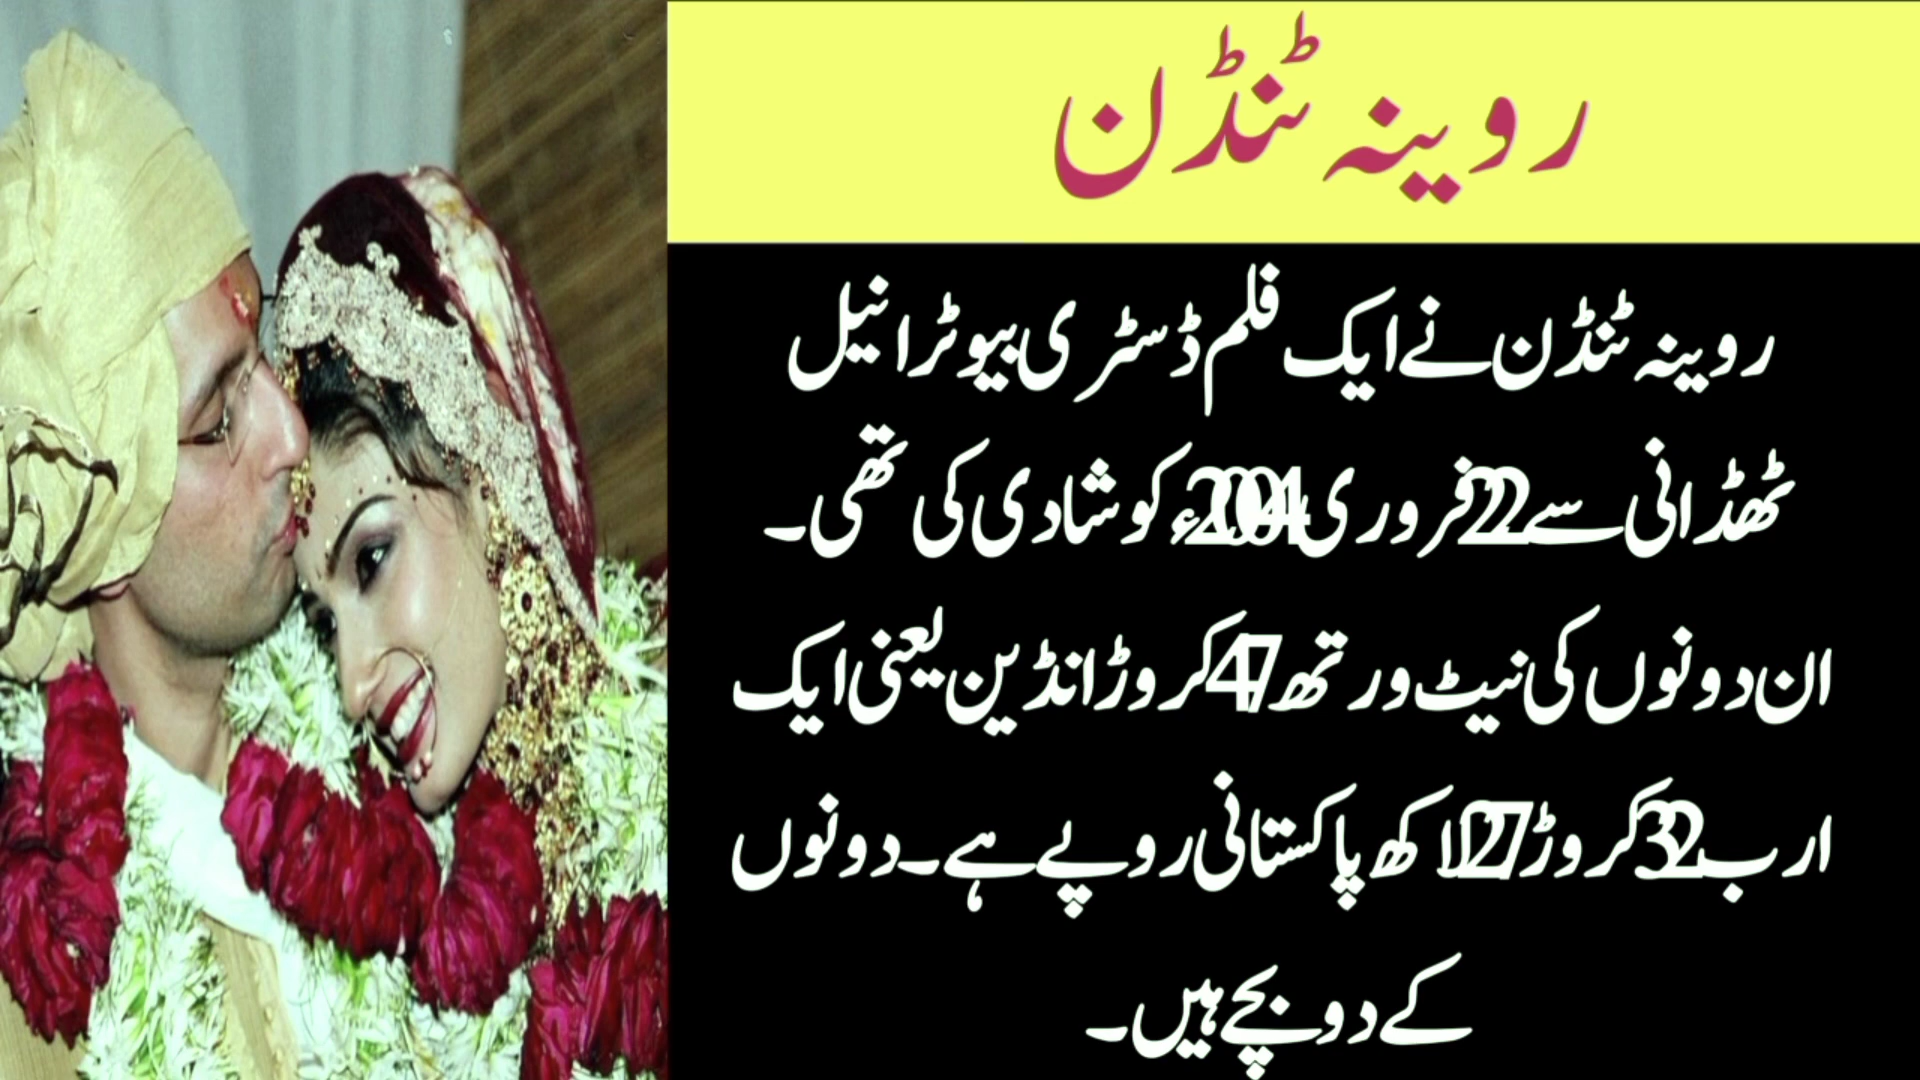 روینہ ٹنڈن
روینہ ٹنڈن نے ایک فلم ڈسٹری بیوٹر انیل
ٹھڈانی سے 22 فروری 2004ء کو شادی کی تھی۔
ان دونوں کی نیٹ ورتھ 47 کروڑ انڈین یعنی ایک
ارب 32 کروڑ 27 لاکھ پاکستانی روپے ہے۔ دونوں
کے دو بچے ہیں۔